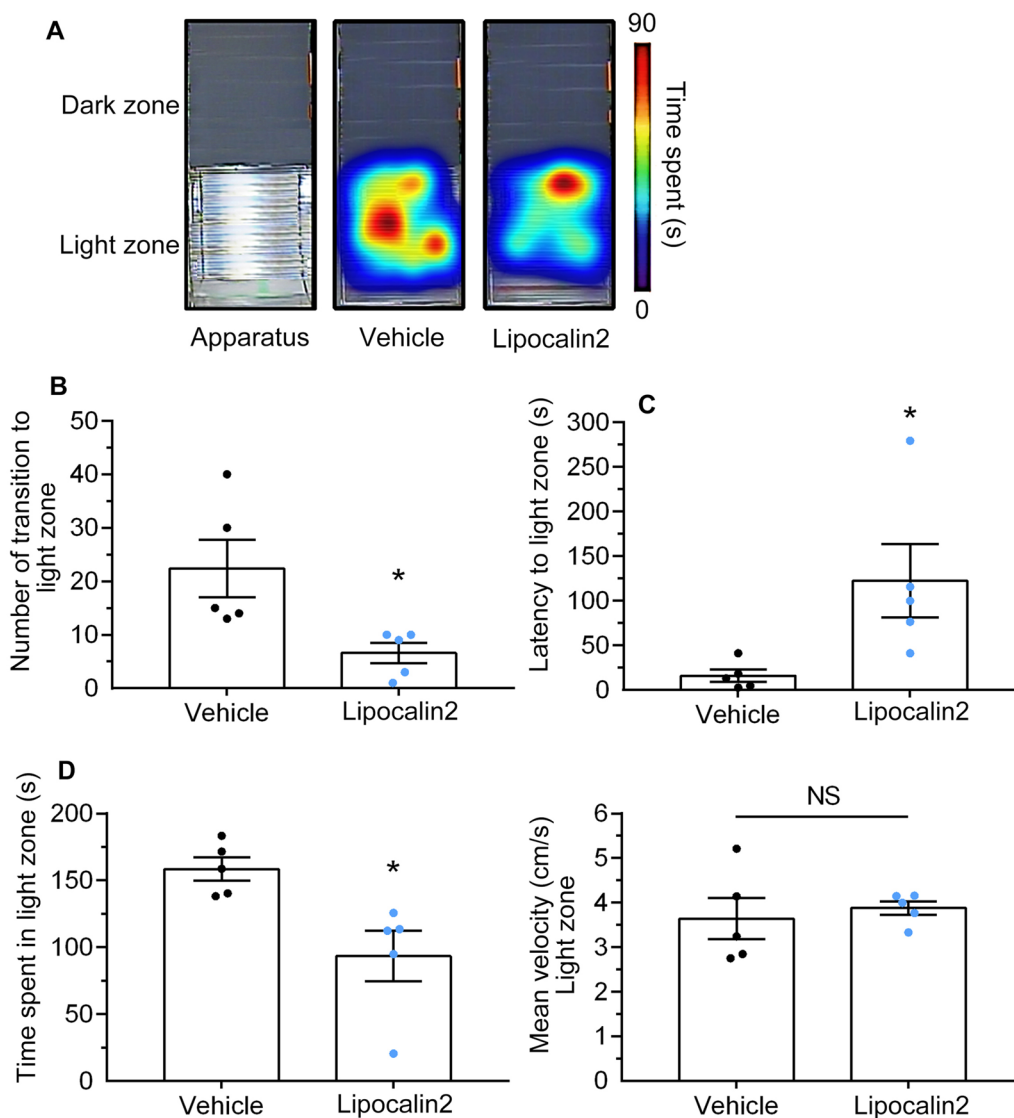 A
Dark zone
Light zone
Apparatus
Vehicle
Lipocalin2
90
Time spent (s)
0
B
Number of transition to
light zone
50
40
30
20
10
0
Vehicle
Lipocalin2
*
C
Latency to light zone (s)
300
250
200
150
100
50
0
Vehicle
Lipocalin2
*
D
Time spent in light zone (s)
200
150
100
50
0
Vehicle
Lipocalin2
*
Mean velocity (cm/s)
Light zone
6
5
4
3
2
1
0
NS
Vehicle
Lipocalin2